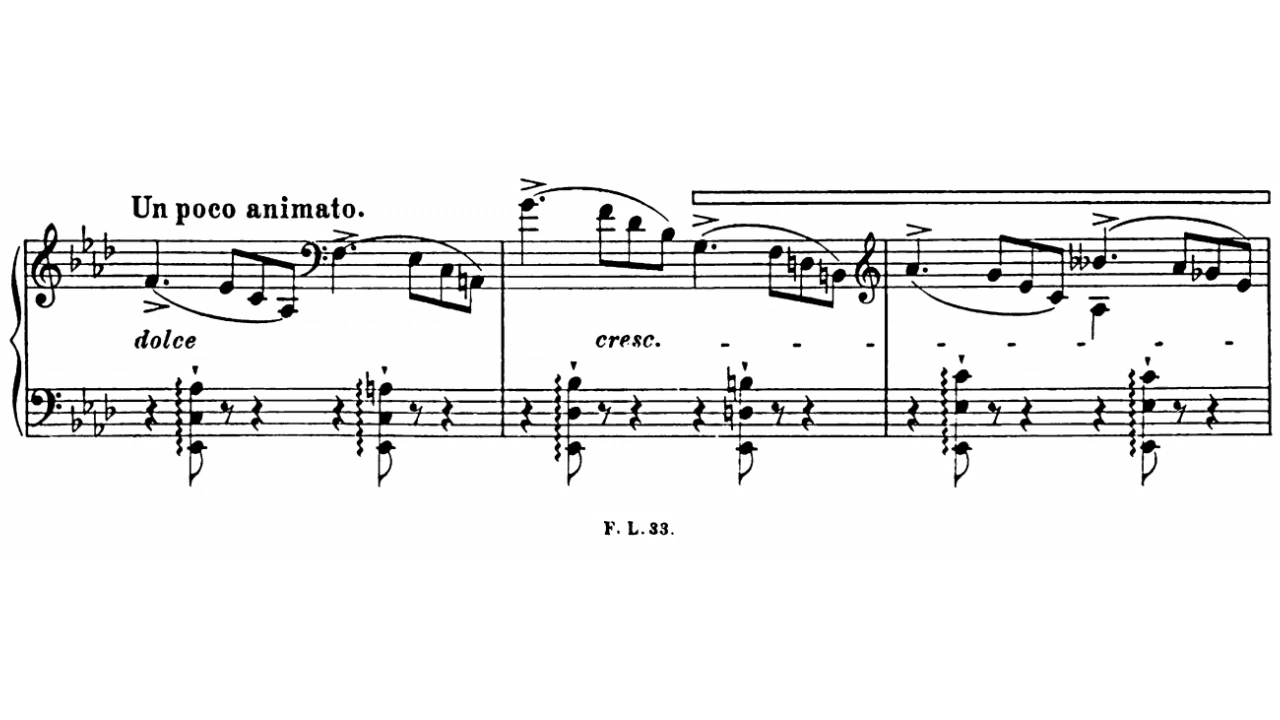 Un poco animato.
dolce
cresc. - - - - - - - -
F. L. 33.